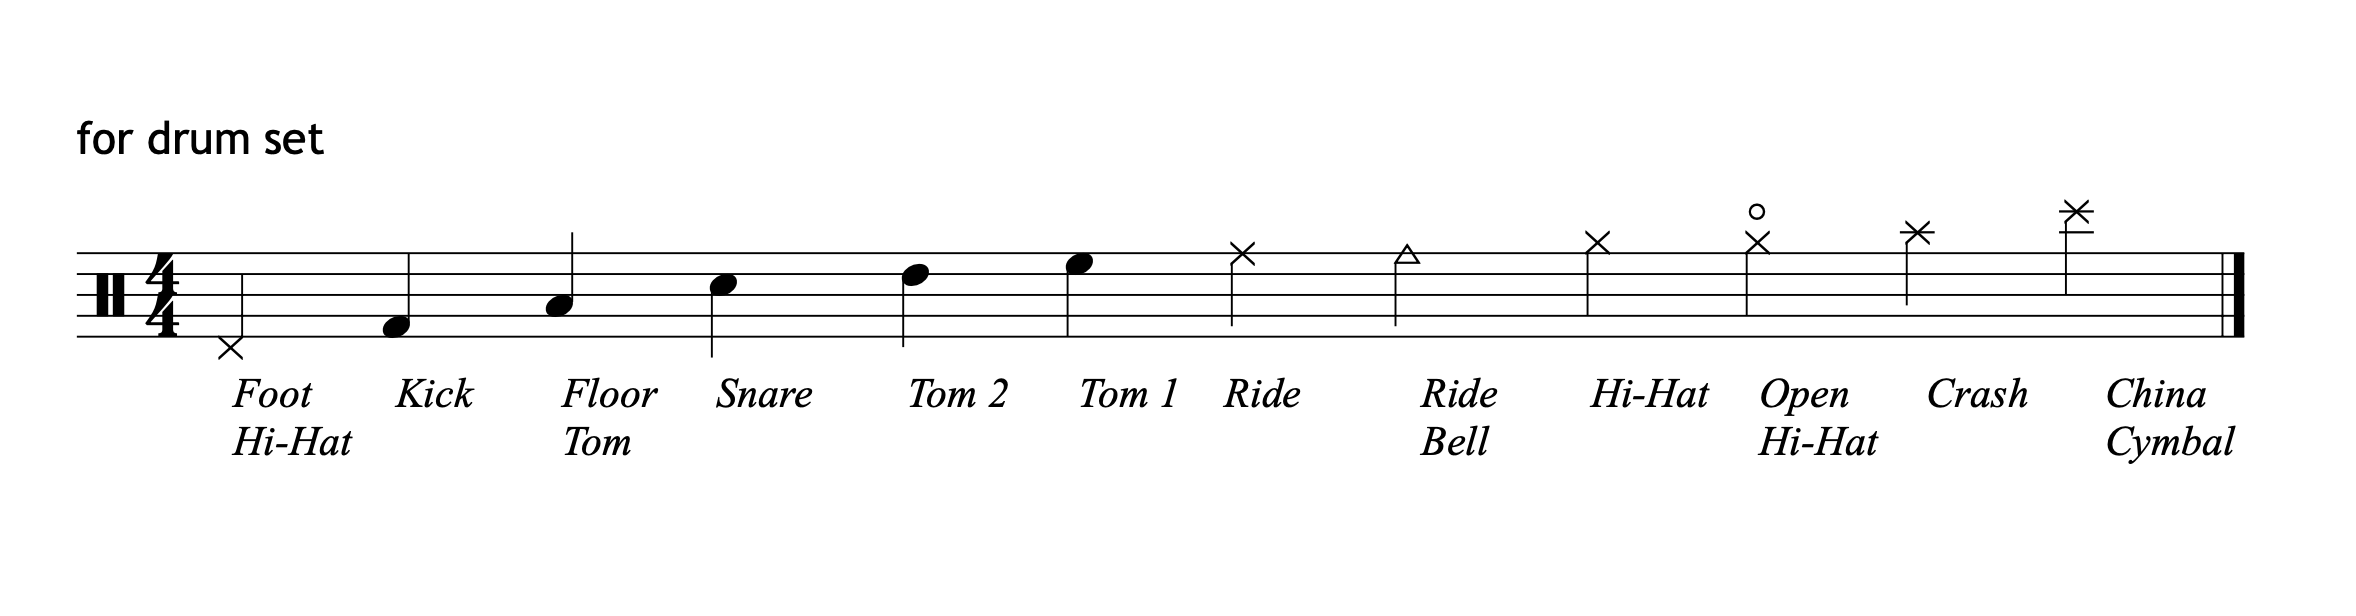 for drum set
4
4
Foot Kick Floor Snare Tom 2 Tom 1 Ride Ride Hi-Hat Open Crash China
Hi-Hat Tom Bell Hi-Hat Cymbal